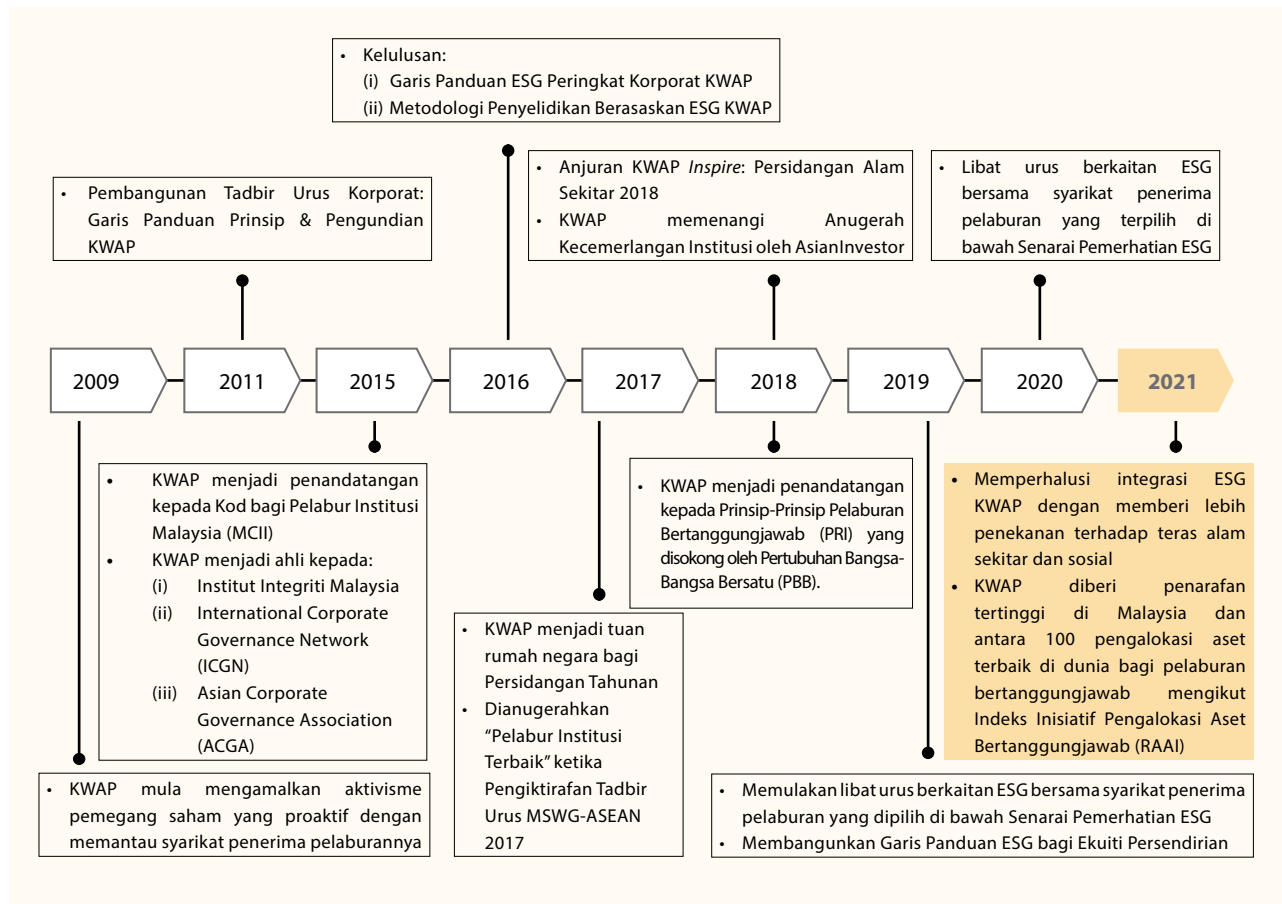 • Kelulusan:
(i) Garis Panduan ESG Peringkat Korporat KWAP
(ii) Metodologi Penyelidikan Berasaskan ESG KWAP
• Pembangunan Tadbir Urus Korporat:
Garis Panduan Prinsip & Pengundian
KWAP
• Anjuran KWAP Inspire: Persidangan Alam
Sekitar 2018
• KWAP memenangi Anugerah
Kecemerlangan Institusi oleh AsianInvestor
• Libat urus berkaitan ESG
bersama syarikat penerima
pelaburan yang terpilih di
bawah Senarai Pemerhatian ESG
2009
2011
2015
2016
2017
2018
2019
2020
2021
• KWAP menjadi penandatangan
kepada Kod bagi Pelabur Institusi
Malaysia (MCII)
• KWAP menjadi ahli kepada:
(i) Institut Integriti Malaysia
(ii) International Corporate
Governance Network
(ICGN)
(iii) Asian Corporate
Governance Association
(ACGA)
• KWAP mula mengamalkan aktivisme
pemegang saham yang proaktif dengan
memantau syarikat penerima pelaburannya
• KWAP menjadi tuan
rumah negara bagi
Persidangan Tahunan
• Dianugerahkan
“Pelabur Institusi
Terbaik” ketika
Pengiktirafan Tadbir
Urus MSWG-ASEAN
2017
• KWAP menjadi penandatangan
kepada Prinsip-Prinsip Pelaburan
Bertanggungjawab (PRI) yang
disokong oleh Pertubuhan Bangsa-
Bangsa Bersatu (PBB).
• Memulakan libat urus berkaitan ESG bersama syarikat penerima
pelaburan yang dipilih di bawah Senarai Pemerhatian ESG
• Membangunkan Garis Panduan ESG bagi Ekuiti Persendirian
• Memperhalusi integrasi ESG
KWAP dengan memberi lebih
penekanan terhadap teras alam
sekitar dan sosial
• KWAP diberi penarafan
tertinggi di Malaysia dan
antara 100 pengalokasi aset
terbaik di dunia bagi pelaburan
bertanggungjawab mengikut
Indeks Inisiatif Pengalokasi Aset
Bertanggungjawab (RAAI)